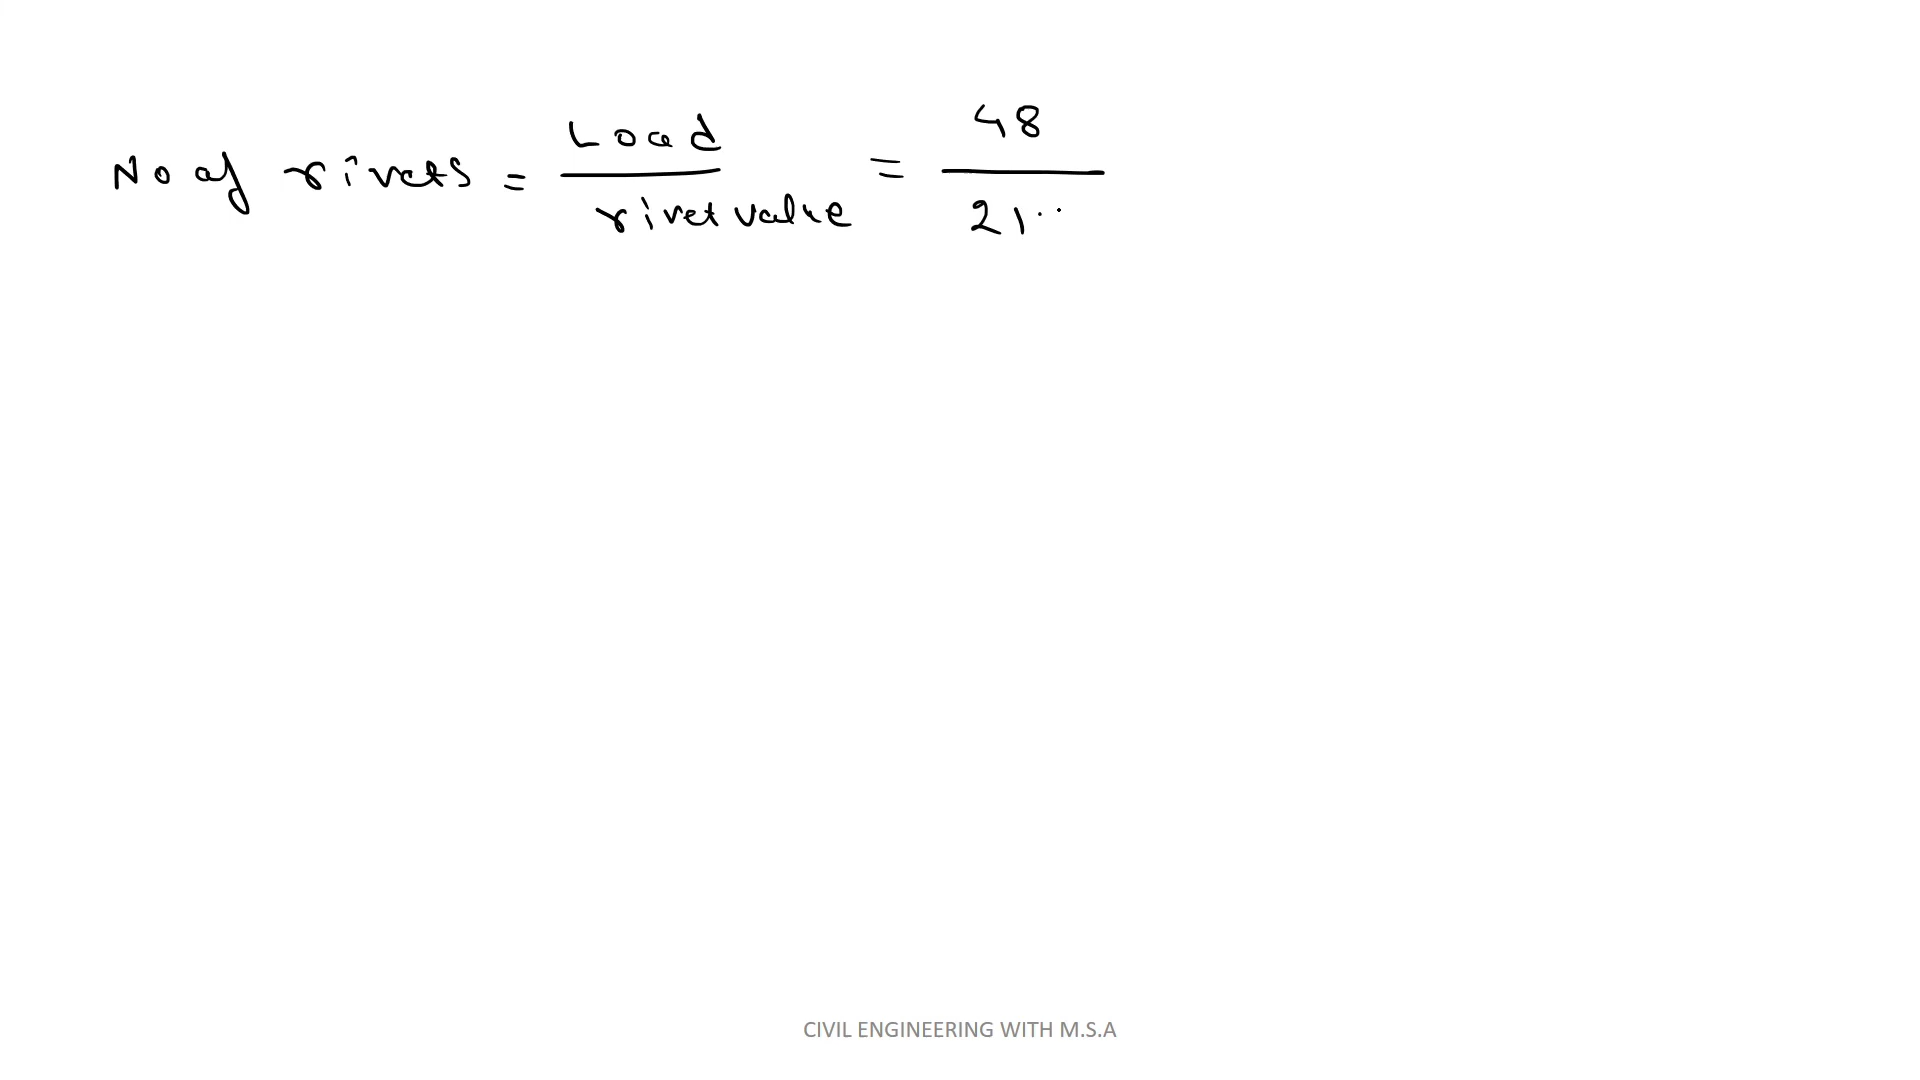 No of rivets = Load / rivet value = 48 / 21..
CIVIL ENGINEERING WITH M.S.A